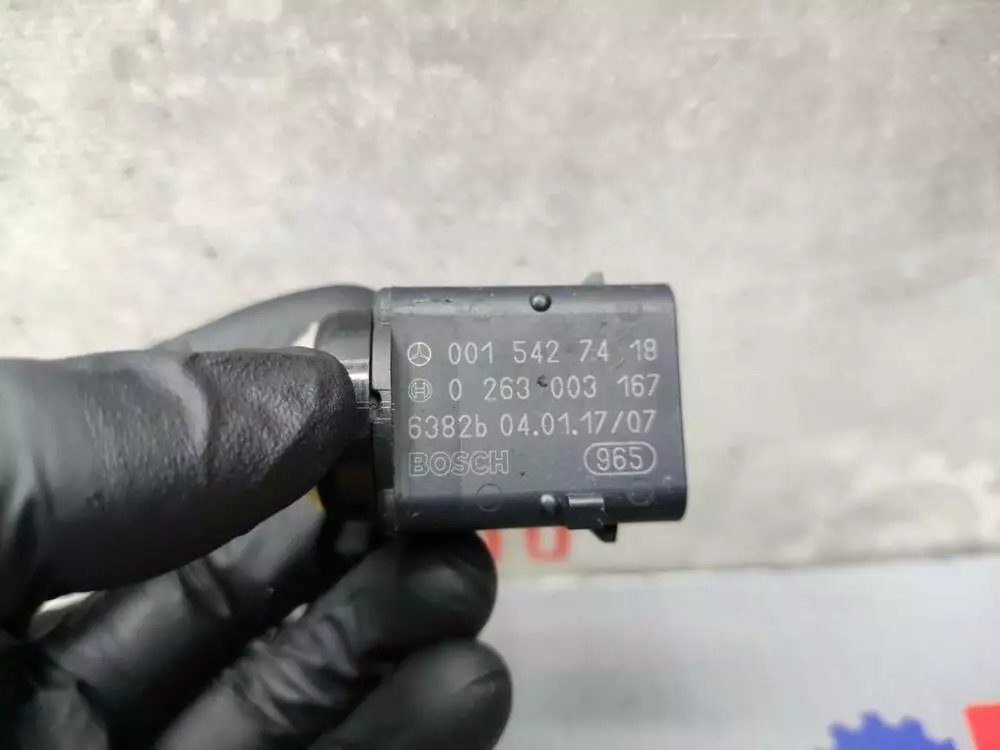 001 542 74 18
0 263 003 167
6382b 04.01.17/07
BOSCH 965